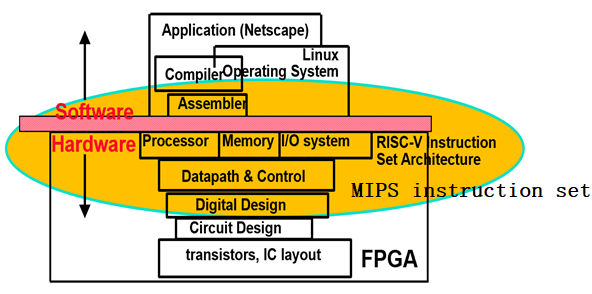 Application (Netscape)
Linux
Compiler
Operating System
Assembler
Software
Hardware
Processor
Memory
I/O system
RISC-V Instruction
Set Architecture
Datapath & Control
MIPS instruction set
Digital Design
Circuit Design
transistors, IC layout
FPGA